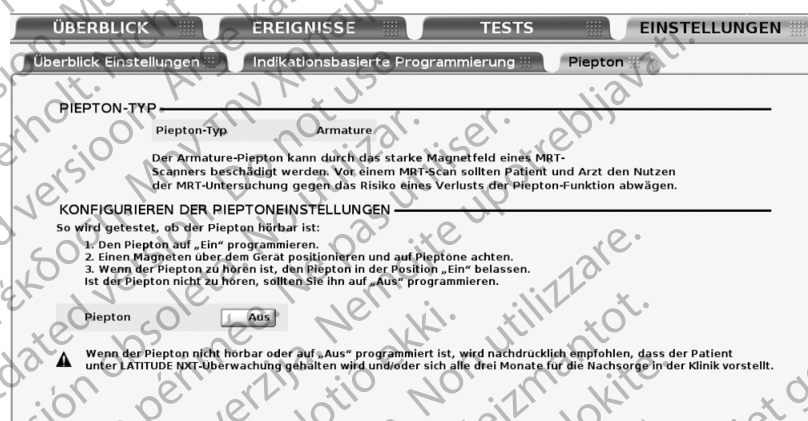 ÜBERBLICK EREIGNISSE TESTS EINSTELLUNGEN
Überblick Einstellungen Indikationsbasierte Programmierung Piepton
PIEPTON-TYP
Piepton-Typ Armature
Der Armature-Piepton kann durch das starke Magnetfeld eines MRT-
Scanners beschädigt werden. Vor einem MRT-Scan sollten Patient und Arzt den Nutzen
der MRT-Untersuchung gegen das Risiko eines Verlusts der Piepton-Funktion abwägen.
KONFIGURIEREN DER PIEPTONEINSTELLUNGEN
So wird getestet, ob der Piepton hörbar ist:
1. Den Piepton auf „Ein“ programmieren.
2. Einen Magneten über dem Gerät positionieren und auf Pieptöne achten.
3. Wenn der Piepton zu hören ist, den Piepton in der Position „Ein“ belassen.
Ist der Piepton nicht zu hören, sollten Sie ihn auf „Aus“ programmieren.
Piepton Aus
Wenn der Piepton nicht hörbar oder auf „Aus“ programmiert ist, wird nachdrücklich empfohlen, dass der Patient
unter LATITUDE NXT-Überwachung gehalten wird und/oder sich alle drei Monate für die Nachsorge in der Klinik vorstellt.